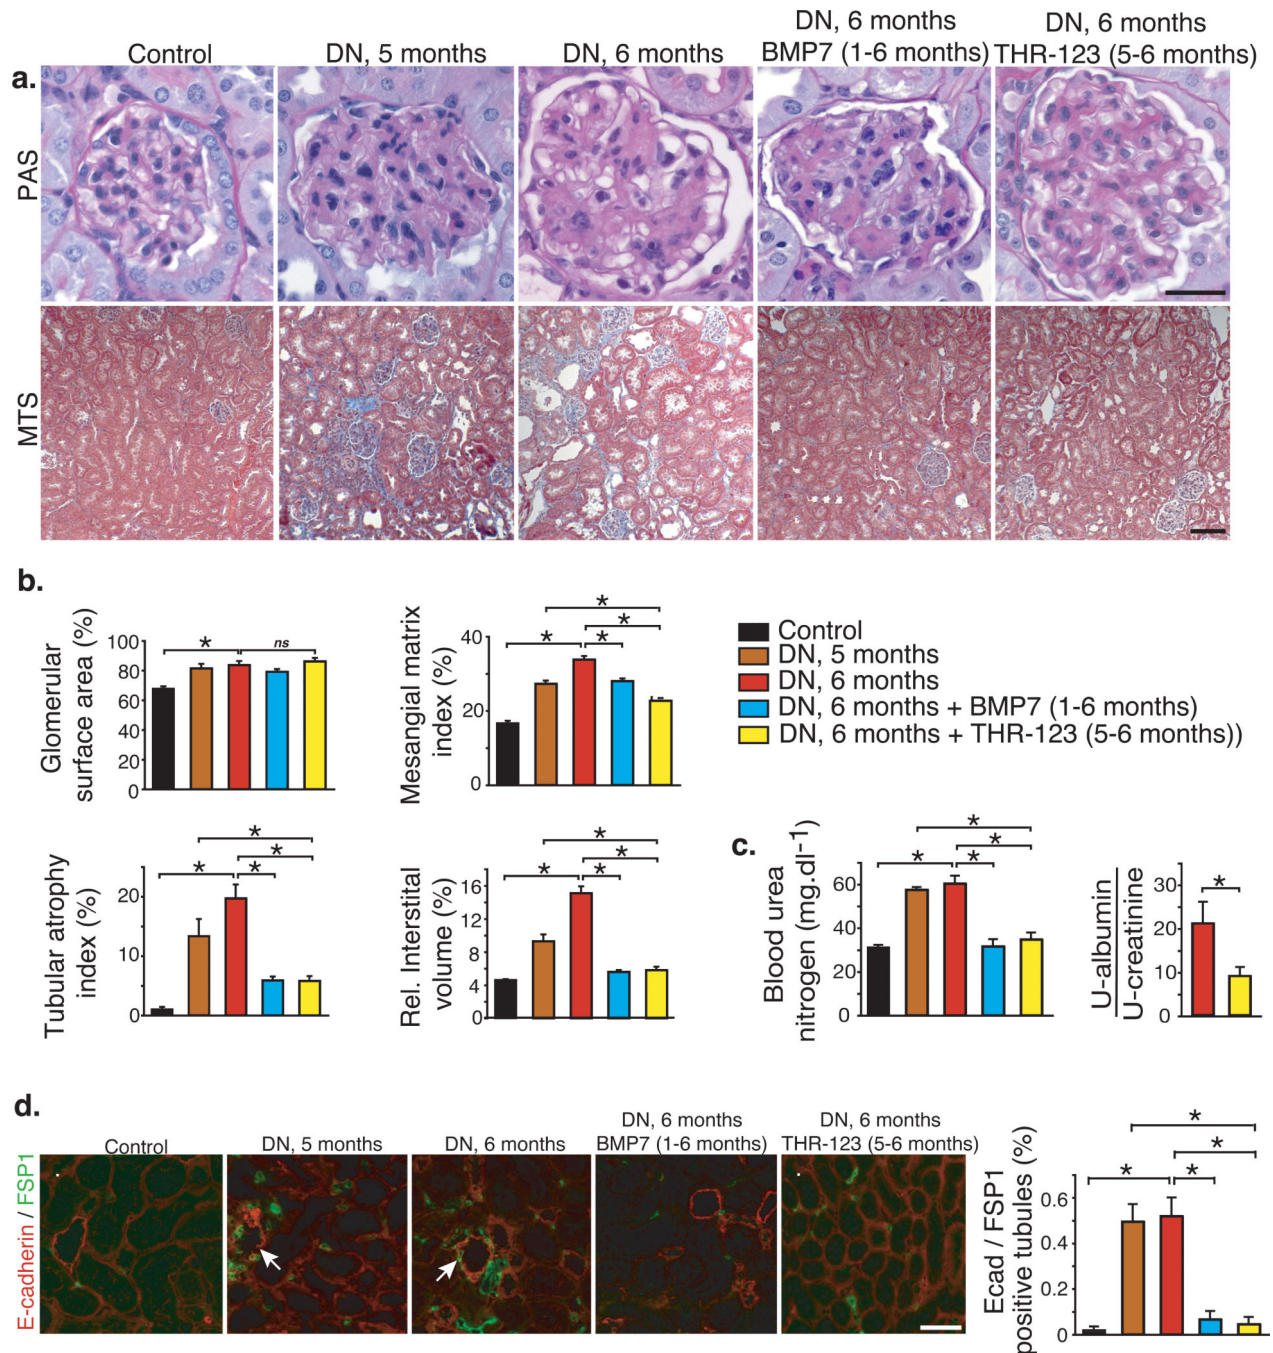 DN, 6 months
DN, 6 months
BMP7 (1-6 months)
THR-123 (5-6 months)
Control
DN, 5 months
DN, 6 months
a.
PAS
MTS
b.
Glomerular
surface area (%)
100
80
60
40
20
0
*
ns
Mesangial matrix
index (%)
40
20
0
*
*
*
*
Control
DN, 5 months
DN, 6 months
DN, 6 months + BMP7 (1-6 months)
DN, 6 months + THR-123 (5-6 months))
Tubular atrophy
index (%)
20
10
0
*
*
*
*
Rel. Interstital
volume (%)
16
12
8
4
0
*
*
*
*
c.
Blood urea
nitrogen (mg.dl-1)
60
30
0
*
*
*
*
U-albumin
U-creatinine
30
20
10
0
*
d.
E-cadherin / FSP1
Control
DN, 5 months
DN, 6 months
DN, 6 months
BMP7 (1-6 months)
DN, 6 months
THR-123 (5-6 months)
Ecad / FSP1
positive tubules (%)
0.6
0.4
0.2
0
*
*
*
*